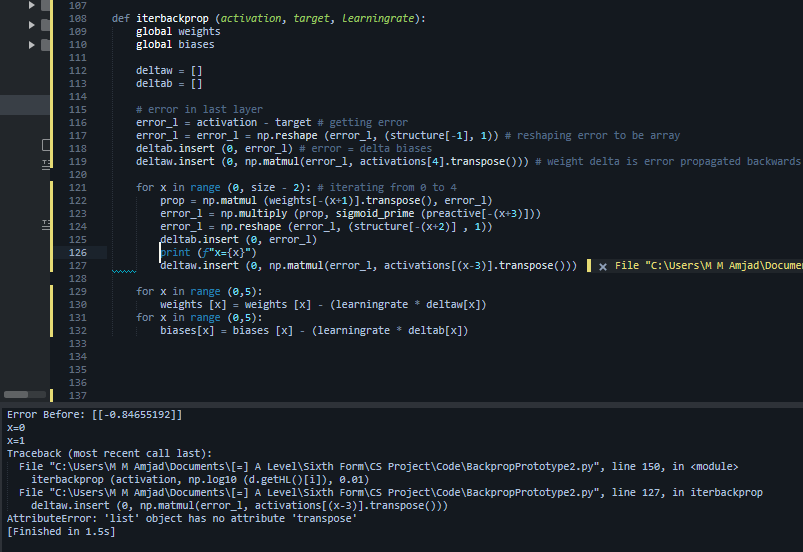 107
108 def iterbackprop (activation, target, learningrate):
109 global weights
110 global biases
111
112 deltaw = []
113 deltab = []
114
115 # error in last layer
116 error_l = activation - target # getting error
117 error_l = error_l = np.reshape (error_l, (structure[-1], 1)) # reshaping error to be array
118 deltab.insert (0, error_l) # error = delta biases
119 deltaw.insert (0, np.matmul(error_l, activations[4].transpose())) # weight delta is error propagated backwards
120
121 for x in range (0, size - 2): # iterating from 0 to 4
122 prop = np.matmul (weights[-(x+1)].transpose(), error_l)
123 error_l = np.multiply (prop, sigmoid_prime (preactive[-(x+3)]))
124 error_l = np.reshape (error_l, (structure[-(x+2)] , 1))
125 deltab.insert (0, error_l)
126 print (f"x={x}")
127 deltaw.insert (0, np.matmul(error_l, activations[(x-3)].transpose())) × File "C:\Users\M M Amjad\Docume
128
129 for x in range (0,5):
130 weights [x] = weights [x] - (learningrate * deltaw[x])
131 for x in range (0,5):
132 biases[x] = biases [x] - (learningrate * deltab[x])
133
134
135
136
137
Error Before: [[-0.84655192]]
x=0
x=1
Traceback (most recent call last):
File "C:\Users\M M Amjad\Documents\[=] A Level\Sixth Form\CS Project\Code\BackpropPrototype2.py", line 150, in <module>
iterbackprop (activation, np.log10 (d.getHL()[i]), 0.01)
File "C:\Users\M M Amjad\Documents\[=] A Level\Sixth Form\CS Project\Code\BackpropPrototype2.py", line 127, in iterbackprop
deltaw.insert (0, np.matmul(error_l, activations[(x-3)].transpose()))
AttributeError: 'list' object has no attribute 'transpose'
[Finished in 1.5s]